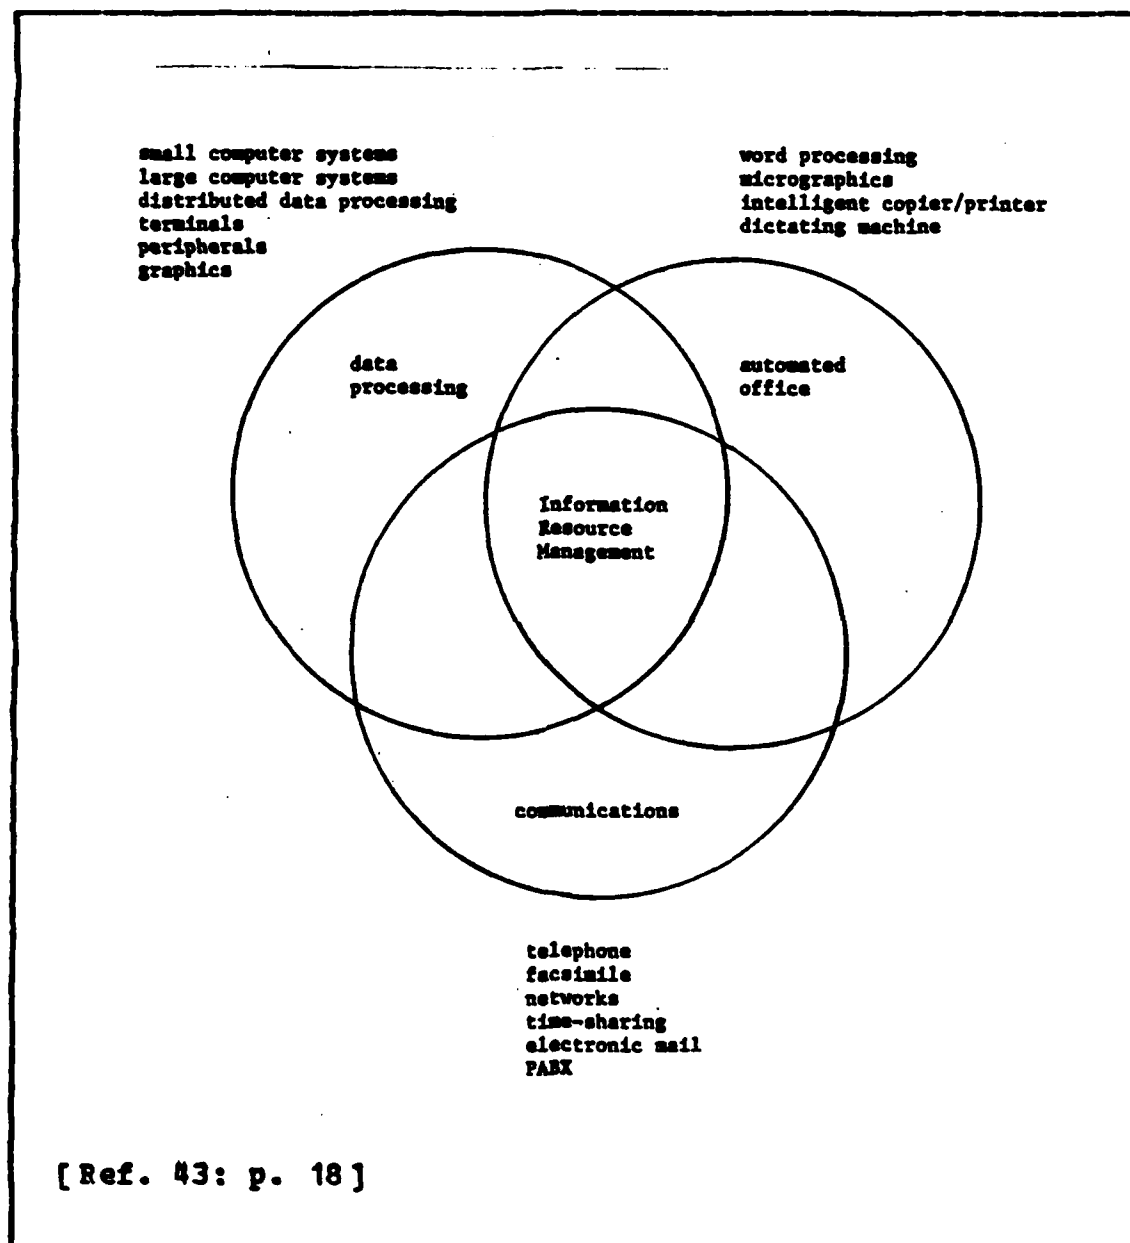 small computer systems
large computer systems
distributed data processing
terminals
peripherals
graphics
word processing
micrographics
intelligent copier/printer
dictating machine
data
processing
automated
office
Information
Resource
Management
communications
telephone
facsimile
networks
time-sharing
electronic mail
PABX
[Ref. 43: p. 18]